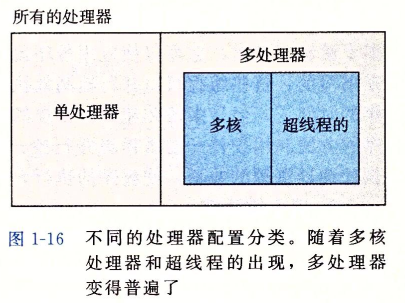 所有的处理器
多处理器
单处理器
多核
超线程的
图 1-16 不同的处理器配置分类。随着多核
处理器和超线程的出现，多处理器
变得普遍了